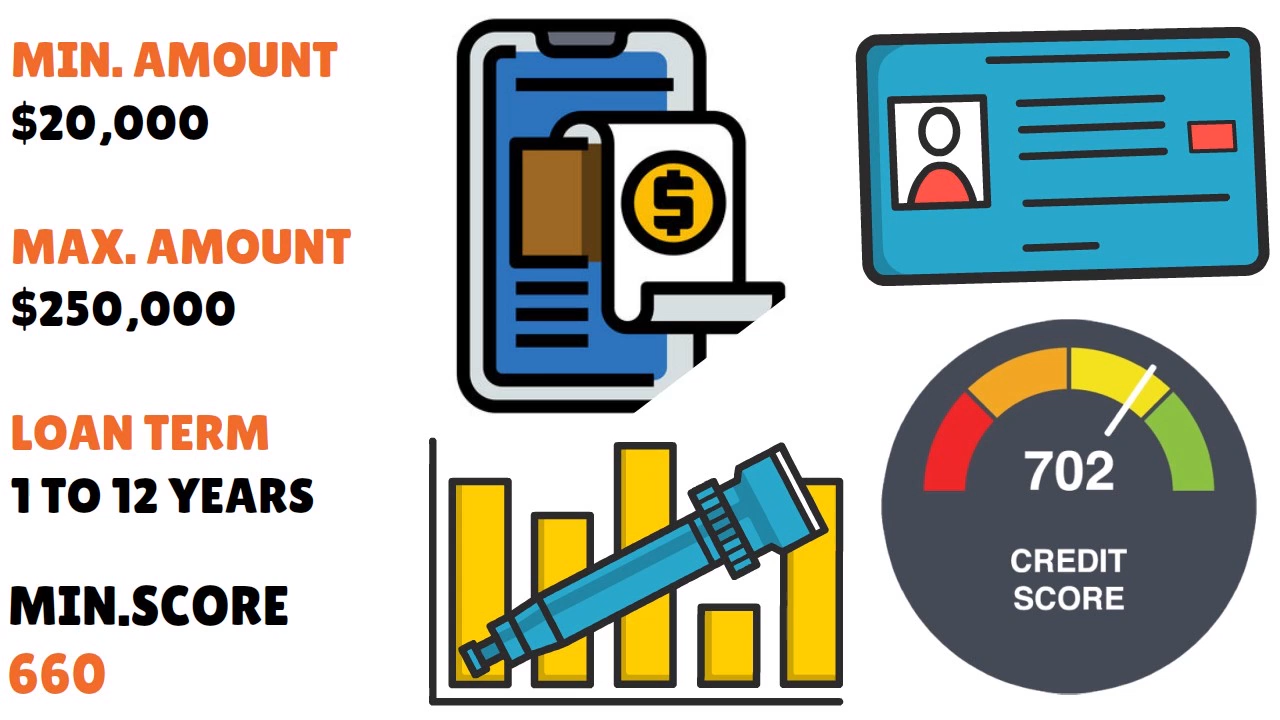 MIN. AMOUNT
$20,000
MAX. AMOUNT
$250,000
LOAN TERM
1 TO 12 YEARS
MIN.SCORE
660
$
702
CREDIT
SCORE